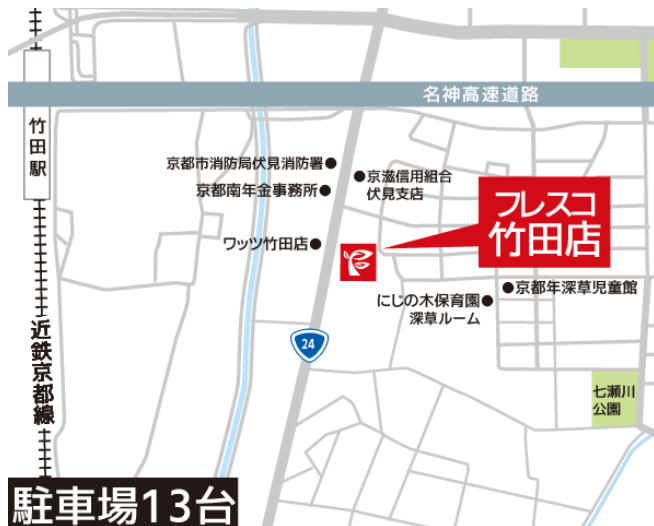 名神高速道路
竹田駅
京都市消防局伏見消防署
京滋信用組合
伏見支店
京都南年金事務所
フレスコ
竹田店
ワッツ竹田店
京都年深草児童館
にじの木保育園
深草ルーム
24
近鉄京都線
七瀬川
公園
駐車場13台